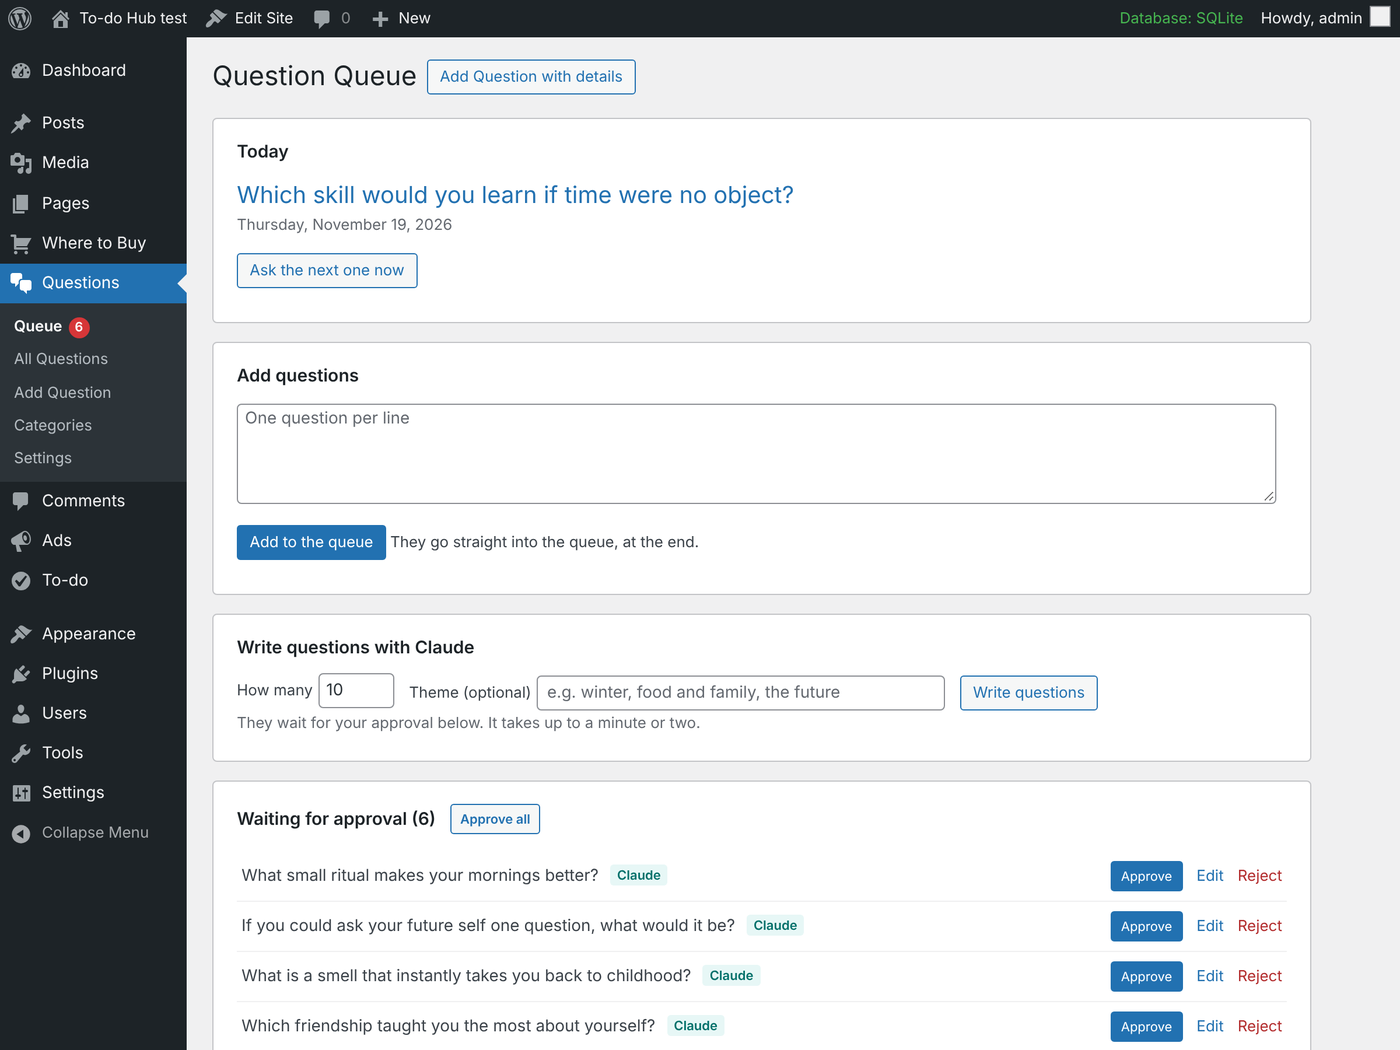 To-do Hub test
Edit Site
0
New
Database: SQLite
Howdy, admin
Dashboard
Posts
Media
Pages
Where to Buy
Questions
Queue 6
All Questions
Add Question
Categories
Settings
Comments
Ads
To-do
Appearance
Plugins
Users
Tools
Settings
Collapse Menu
Question Queue
Add Question with details
Today
Which skill would you learn if time were no object?
Thursday, November 19, 2026
Ask the next one now
Add questions
One question per line
Add to the queue They go straight into the queue, at the end.
Write questions with Claude
How many 10 Theme (optional) e.g. winter, food and family, the future Write questions
They wait for your approval below. It takes up to a minute or two.
Waiting for approval (6) Approve all
What small ritual makes your mornings better? Claude Approve Edit Reject
If you could ask your future self one question, what would it be? Claude Approve Edit Reject
What is a smell that instantly takes you back to childhood? Claude Approve Edit Reject
Which friendship taught you the most about yourself? Claude Approve Edit Reject